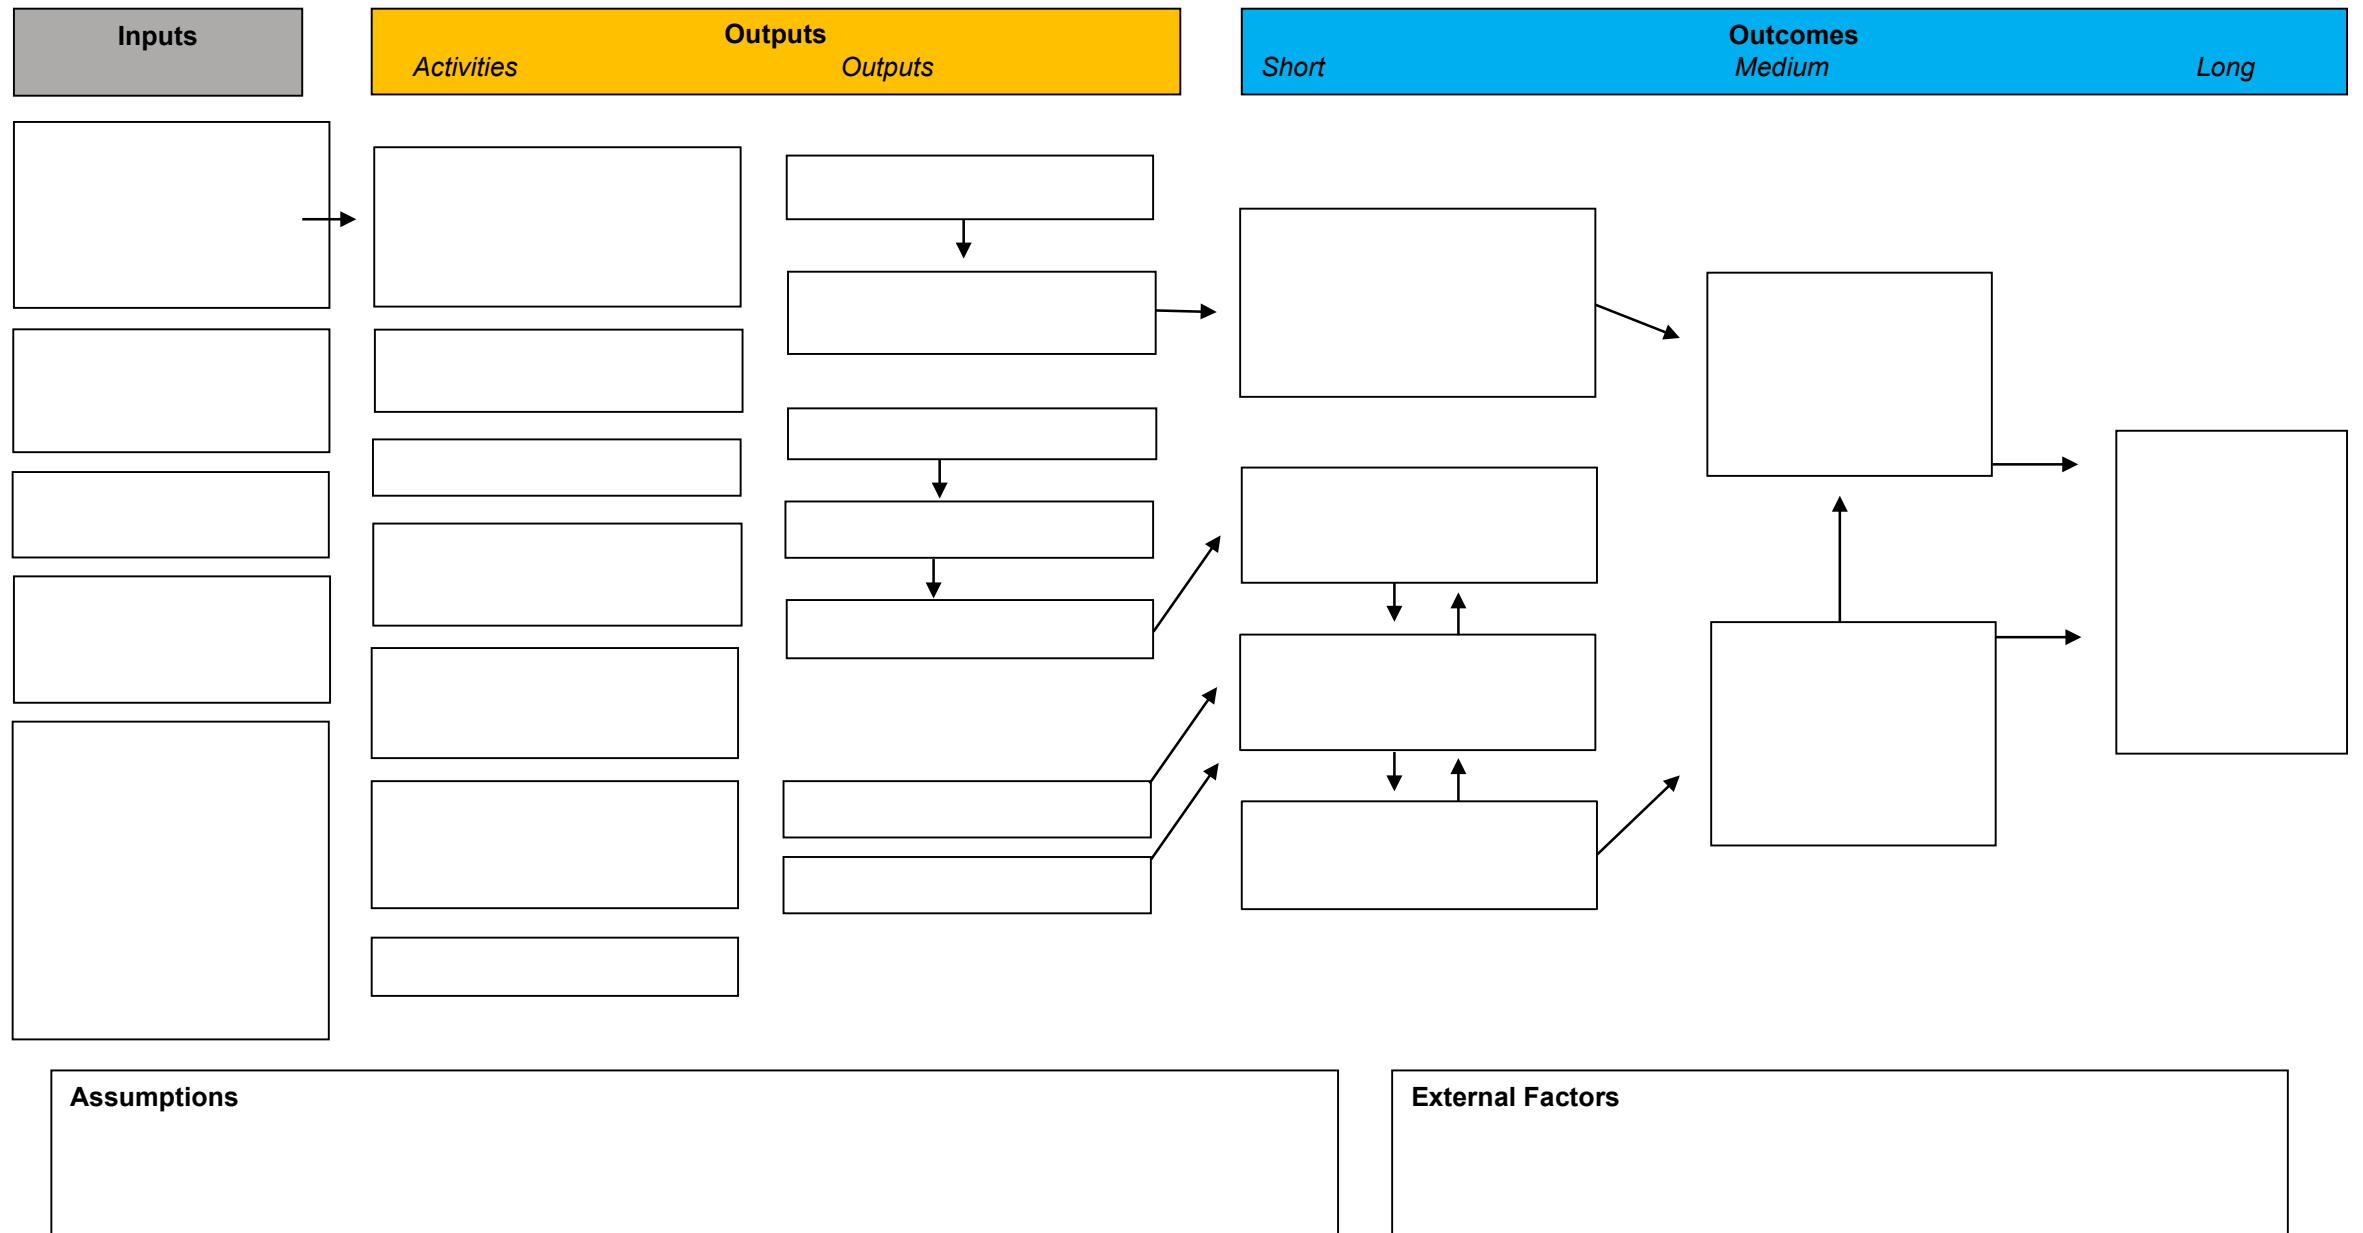 Inputs
Outputs
Activities Outputs
Outcomes
Short Medium Long
Assumptions
External Factors